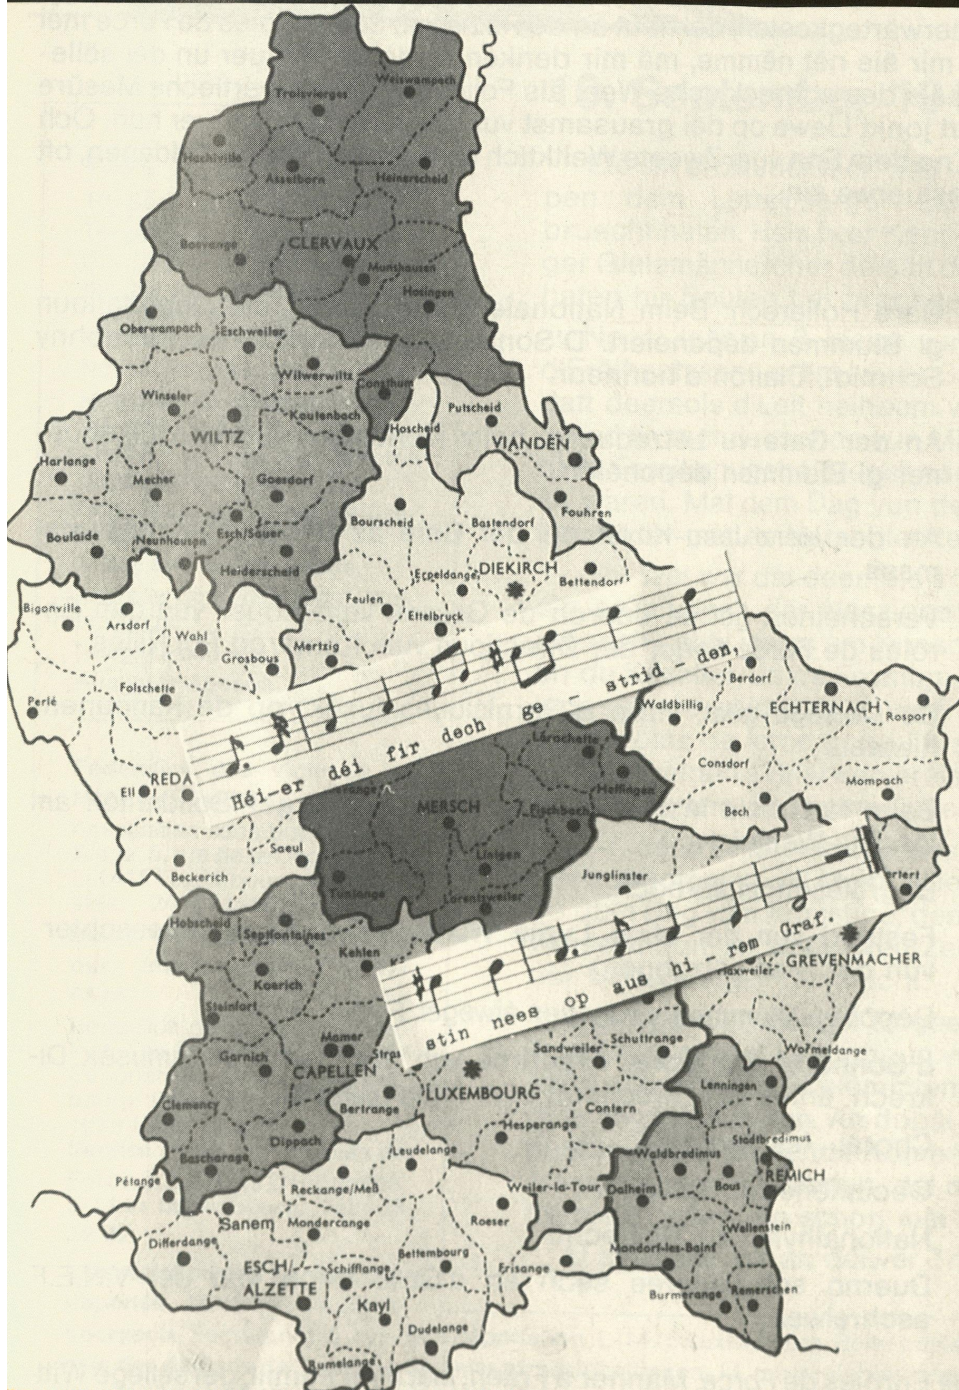 Weiswampach
Troisvierges
Hachiville
Asselborn
Heinerscheid
Boevange
CLERVAUX
Munshausen
Hosingen
Oberwampach
Eschweiler
Wilwerwiltz
Consthum
Winseler
Putscheid
Kautenbach
Hoscheid
WILTZ
VIANDEN
Harlange
Mecher
Goesdorf
Fouhren
Bourscheid
Bastendorf
Boulaide
Neunhausen
Esch/Sauer
Heiderscheid
DIEKIRCH
Erpeldange
Bettendorf
Bigonville
Arsdorf
Feulen
Ettelbruck
Wahl
Mertzig
Grosbous
Perlé
Folschette
Berdorf
Waldbillig
ECHTERNACH
Rosport
Héi-er déi fir dech ge - strid - den,
Larochette
Consdorf
REDA
Ell
Heffingen
Mompach
MERSCH
Fischbach
Bech
Saeul
Lintgen
Beckerich
Tuntange
Junglinster
Lorentzweiler
Hobscheid
Septfontaines
Kehlen
Koerich
GREVENMACHER
stin nees op aus hi - rem Graf.
Steinfort
Mamer
Garnich
CAPELLEN
Sandweiler
Schuttrange
Wormeldange
LUXEMBOURG
Lenningen
Clemency
Bertrange
Contern
Dippach
Hesperange
Stadbredimus
Bascharage
Leudelange
Waldbredimus
REMICH
Pétange
Reckange/Meß
Weiler-la-Tour
Dalheim
Bous
Sanem
Mondercange
Roeser
Wellenstein
Differdange
Bettembourg
Mondorf-les-Bains
ESCH/
ALZETTE
Schifflange
Frisange
Burmerange
Remerschen
Kayl
Dudelange
Rumelange